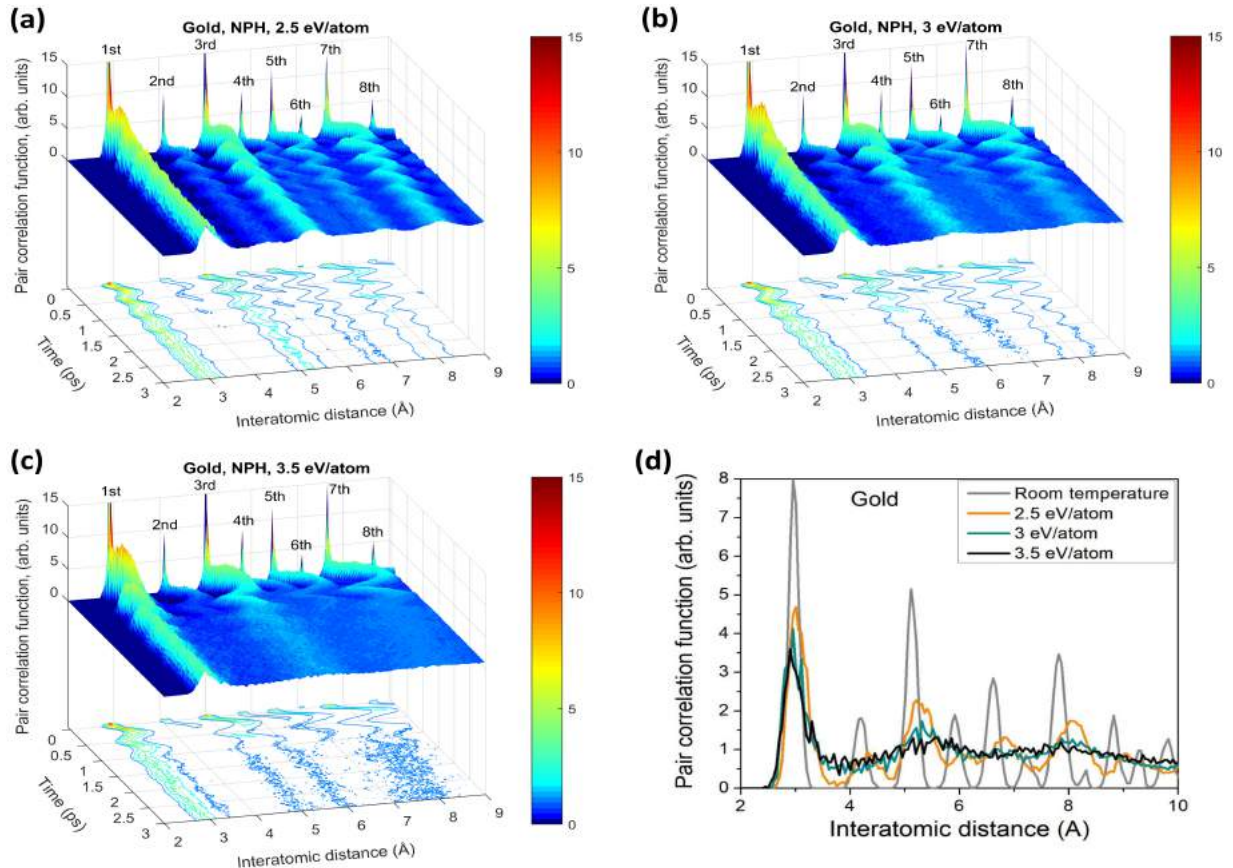 (a)
Gold, NPH, 2.5 eV/atom
1st
2nd
3rd
4th
5th
6th
7th
8th
15
10
5
0
Pair correlation function, (arb. units)
0
0.5
1
1.5
2
2.5
3
Time (ps)
2
3
4
5
6
7
8
9
Interatomic distance (Å)
15
10
5
0
(b)
Gold, NPH, 3 eV/atom
1st
2nd
3rd
4th
5th
6th
7th
8th
15
10
5
0
Pair correlation function, (arb. units)
0
0.5
1
1.5
2
2.5
3
Time (ps)
2
3
4
5
6
7
8
9
Interatomic distance (Å)
15
10
5
0
(c)
Gold, NPH, 3.5 eV/atom
1st
2nd
3rd
4th
5th
6th
7th
8th
15
10
5
0
Pair correlation function, (arb. units)
0
0.5
1
1.5
2
2.5
3
Time (ps)
2
3
4
5
6
7
8
9
Interatomic distance (Å)
15
10
5
0
(d)
Gold
Room temperature
2.5 eV/atom
3 eV/atom
3.5 eV/atom
8
7
6
5
4
3
2
1
0
Pair correlation function (arb. units)
2
4
6
8
10
Interatomic distance (A)